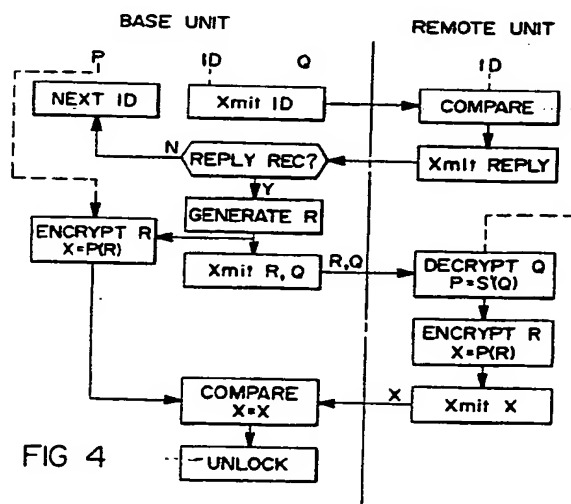 BASE UNIT
REMOTE UNIT
P
ID
Q
ID
NEXT ID
Xmit ID
COMPARE
N
REPLY REC?
Xmit REPLY
Y
GENERATE R
ENCRYPT R
X=P(R)
Xmit R, Q
R,Q
DECRYPT Q
P=S'(Q)
ENCRYPT R
X=P(R)
COMPARE
X=X
X
Xmit X
FIG 4
UNLOCK